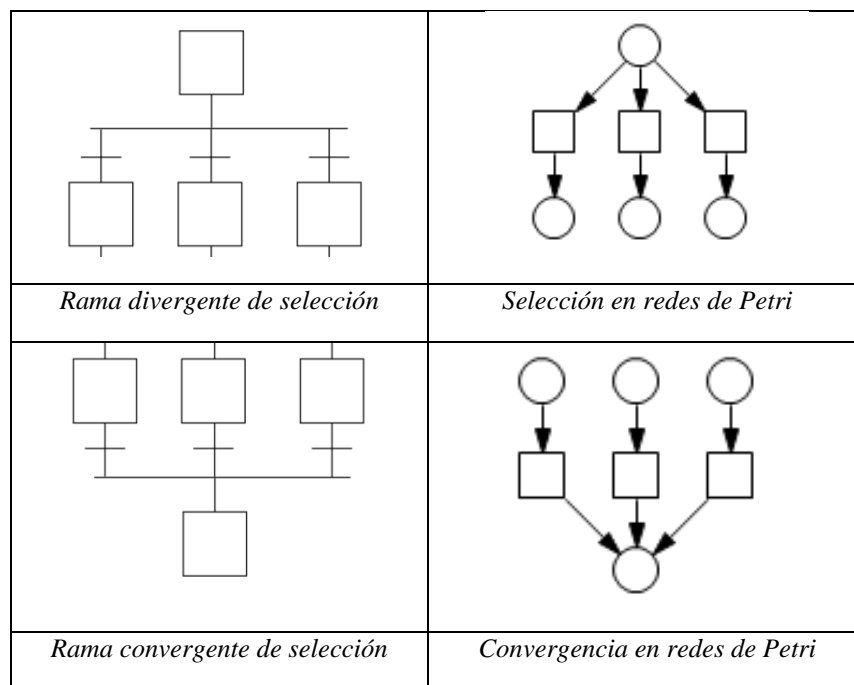 Rama divergente de selección
Selección en redes de Petri
Rama convergente de selección
Convergencia en redes de Petri